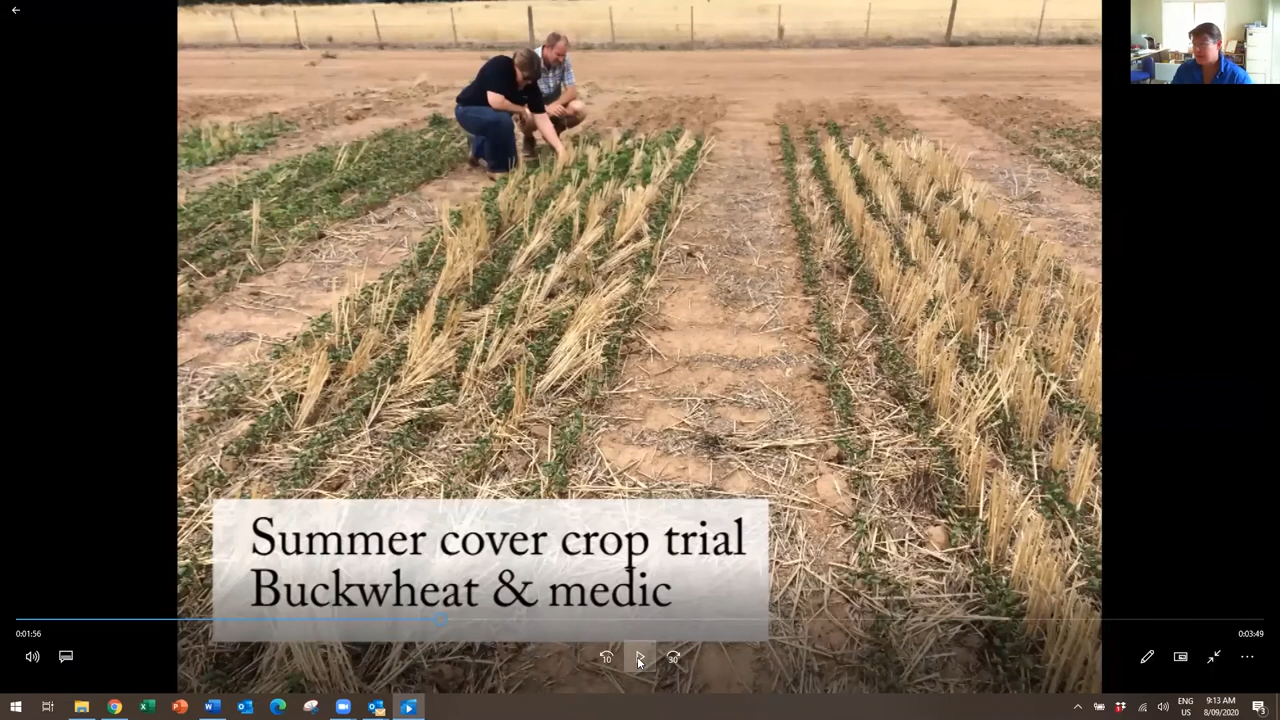 Summer cover crop trial
Buckwheat & medic
0:01:56
0:03:49
10
30
ENG
US
9:13 AM
8/09/2020